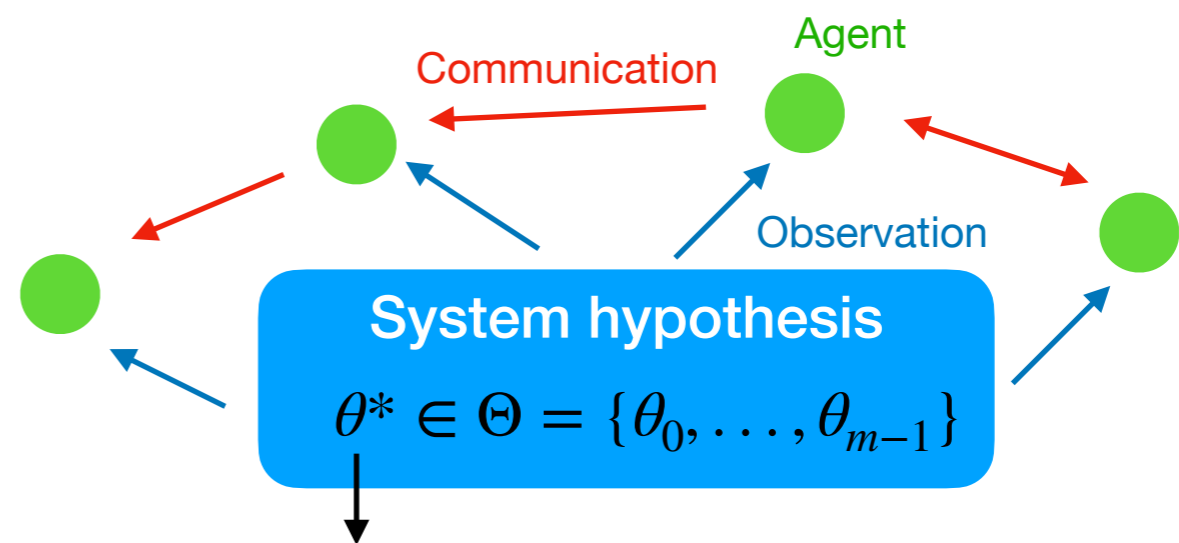 Agent
Communication
Observation
System hypothesis
θ* ∈ Θ = {θ₀, . . . , θₘ₋₁}